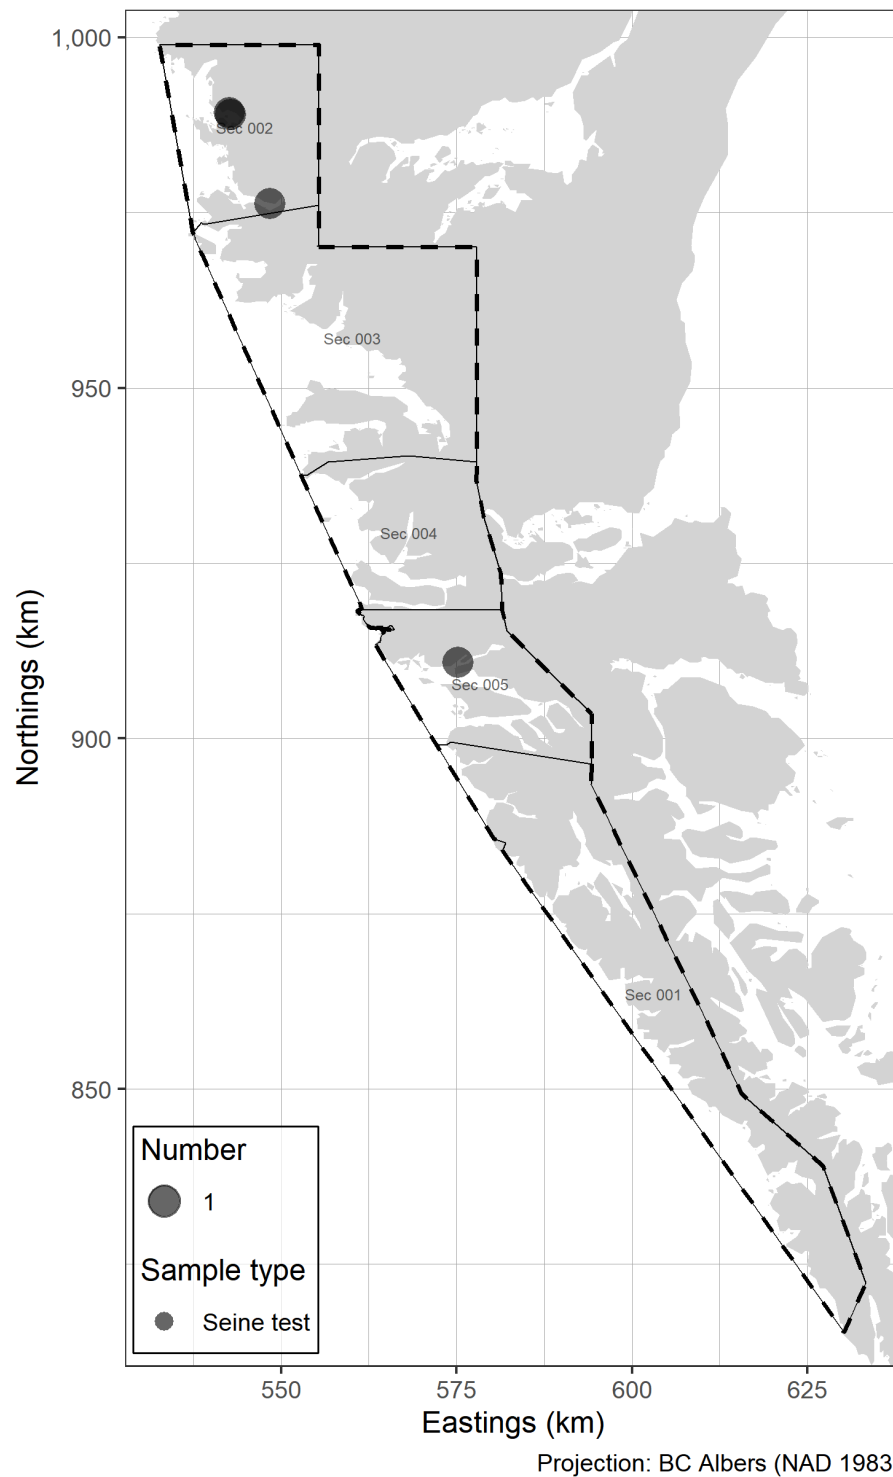 1,000
Sec 002
Sec 003
950
Sec 004
Northings (km)
Sec 005
900
Sec 001
850
Number
1
Sample type
Seine test
550
575
600
625
Eastings (km)
Projection: BC Albers (NAD 1983